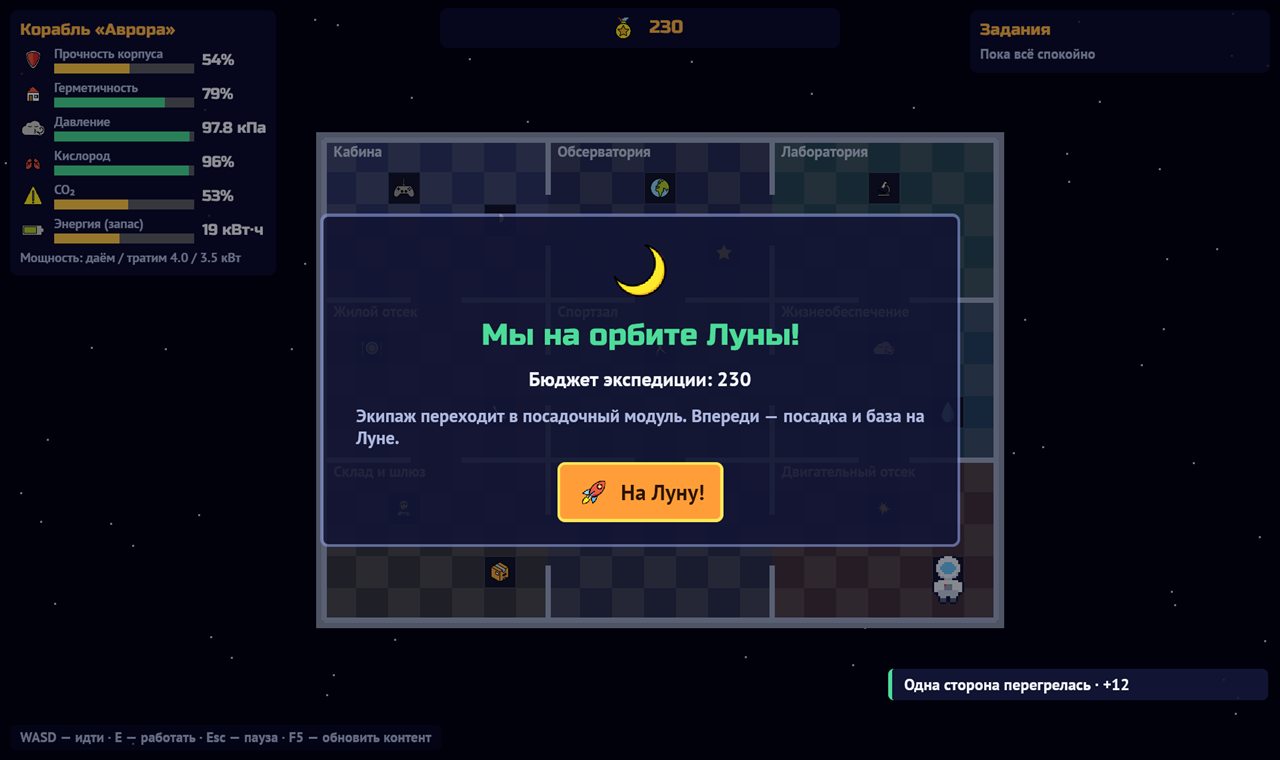 Корабль «Аврора»
Прочность корпуса
54%
Герметичность
79%
Давление
97.8 кПа
Кислород
96%
CO₂
53%
Энергия (запас)
19 кВт·ч
Мощность: даём / тратим 4.0 / 3.5 кВт
230
Задания
Пока всё спокойно
Кабина
Обсерватория
Лаборатория
Жилой отсек
Спортзал
Жизнеобеспечение
Мы на орбите Луны!
Бюджет экспедиции: 230
Экипаж переходит в посадочный модуль. Впереди — посадка и база на
Луне.
Склад и шлюз
Двигательный отсек
На Луну!
Одна сторона перегрелась · +12
WASD — идти · E — работать · Esc — пауза · F5 — обновить контент